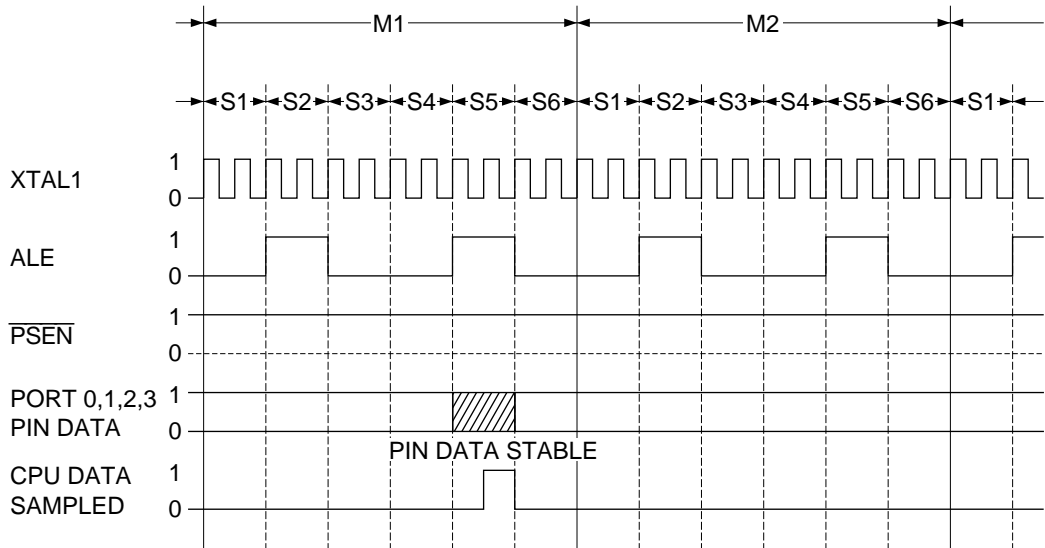 M1 M2
S1 S2 S3 S4 S5 S6 S1 S2 S3 S4 S5 S6 S1
XTAL1 1
0
ALE 1
0
PSEN 1
0
PORT 0,1,2,3 1
PIN DATA 0
PIN DATA STABLE
CPU DATA 1
SAMPLED 0